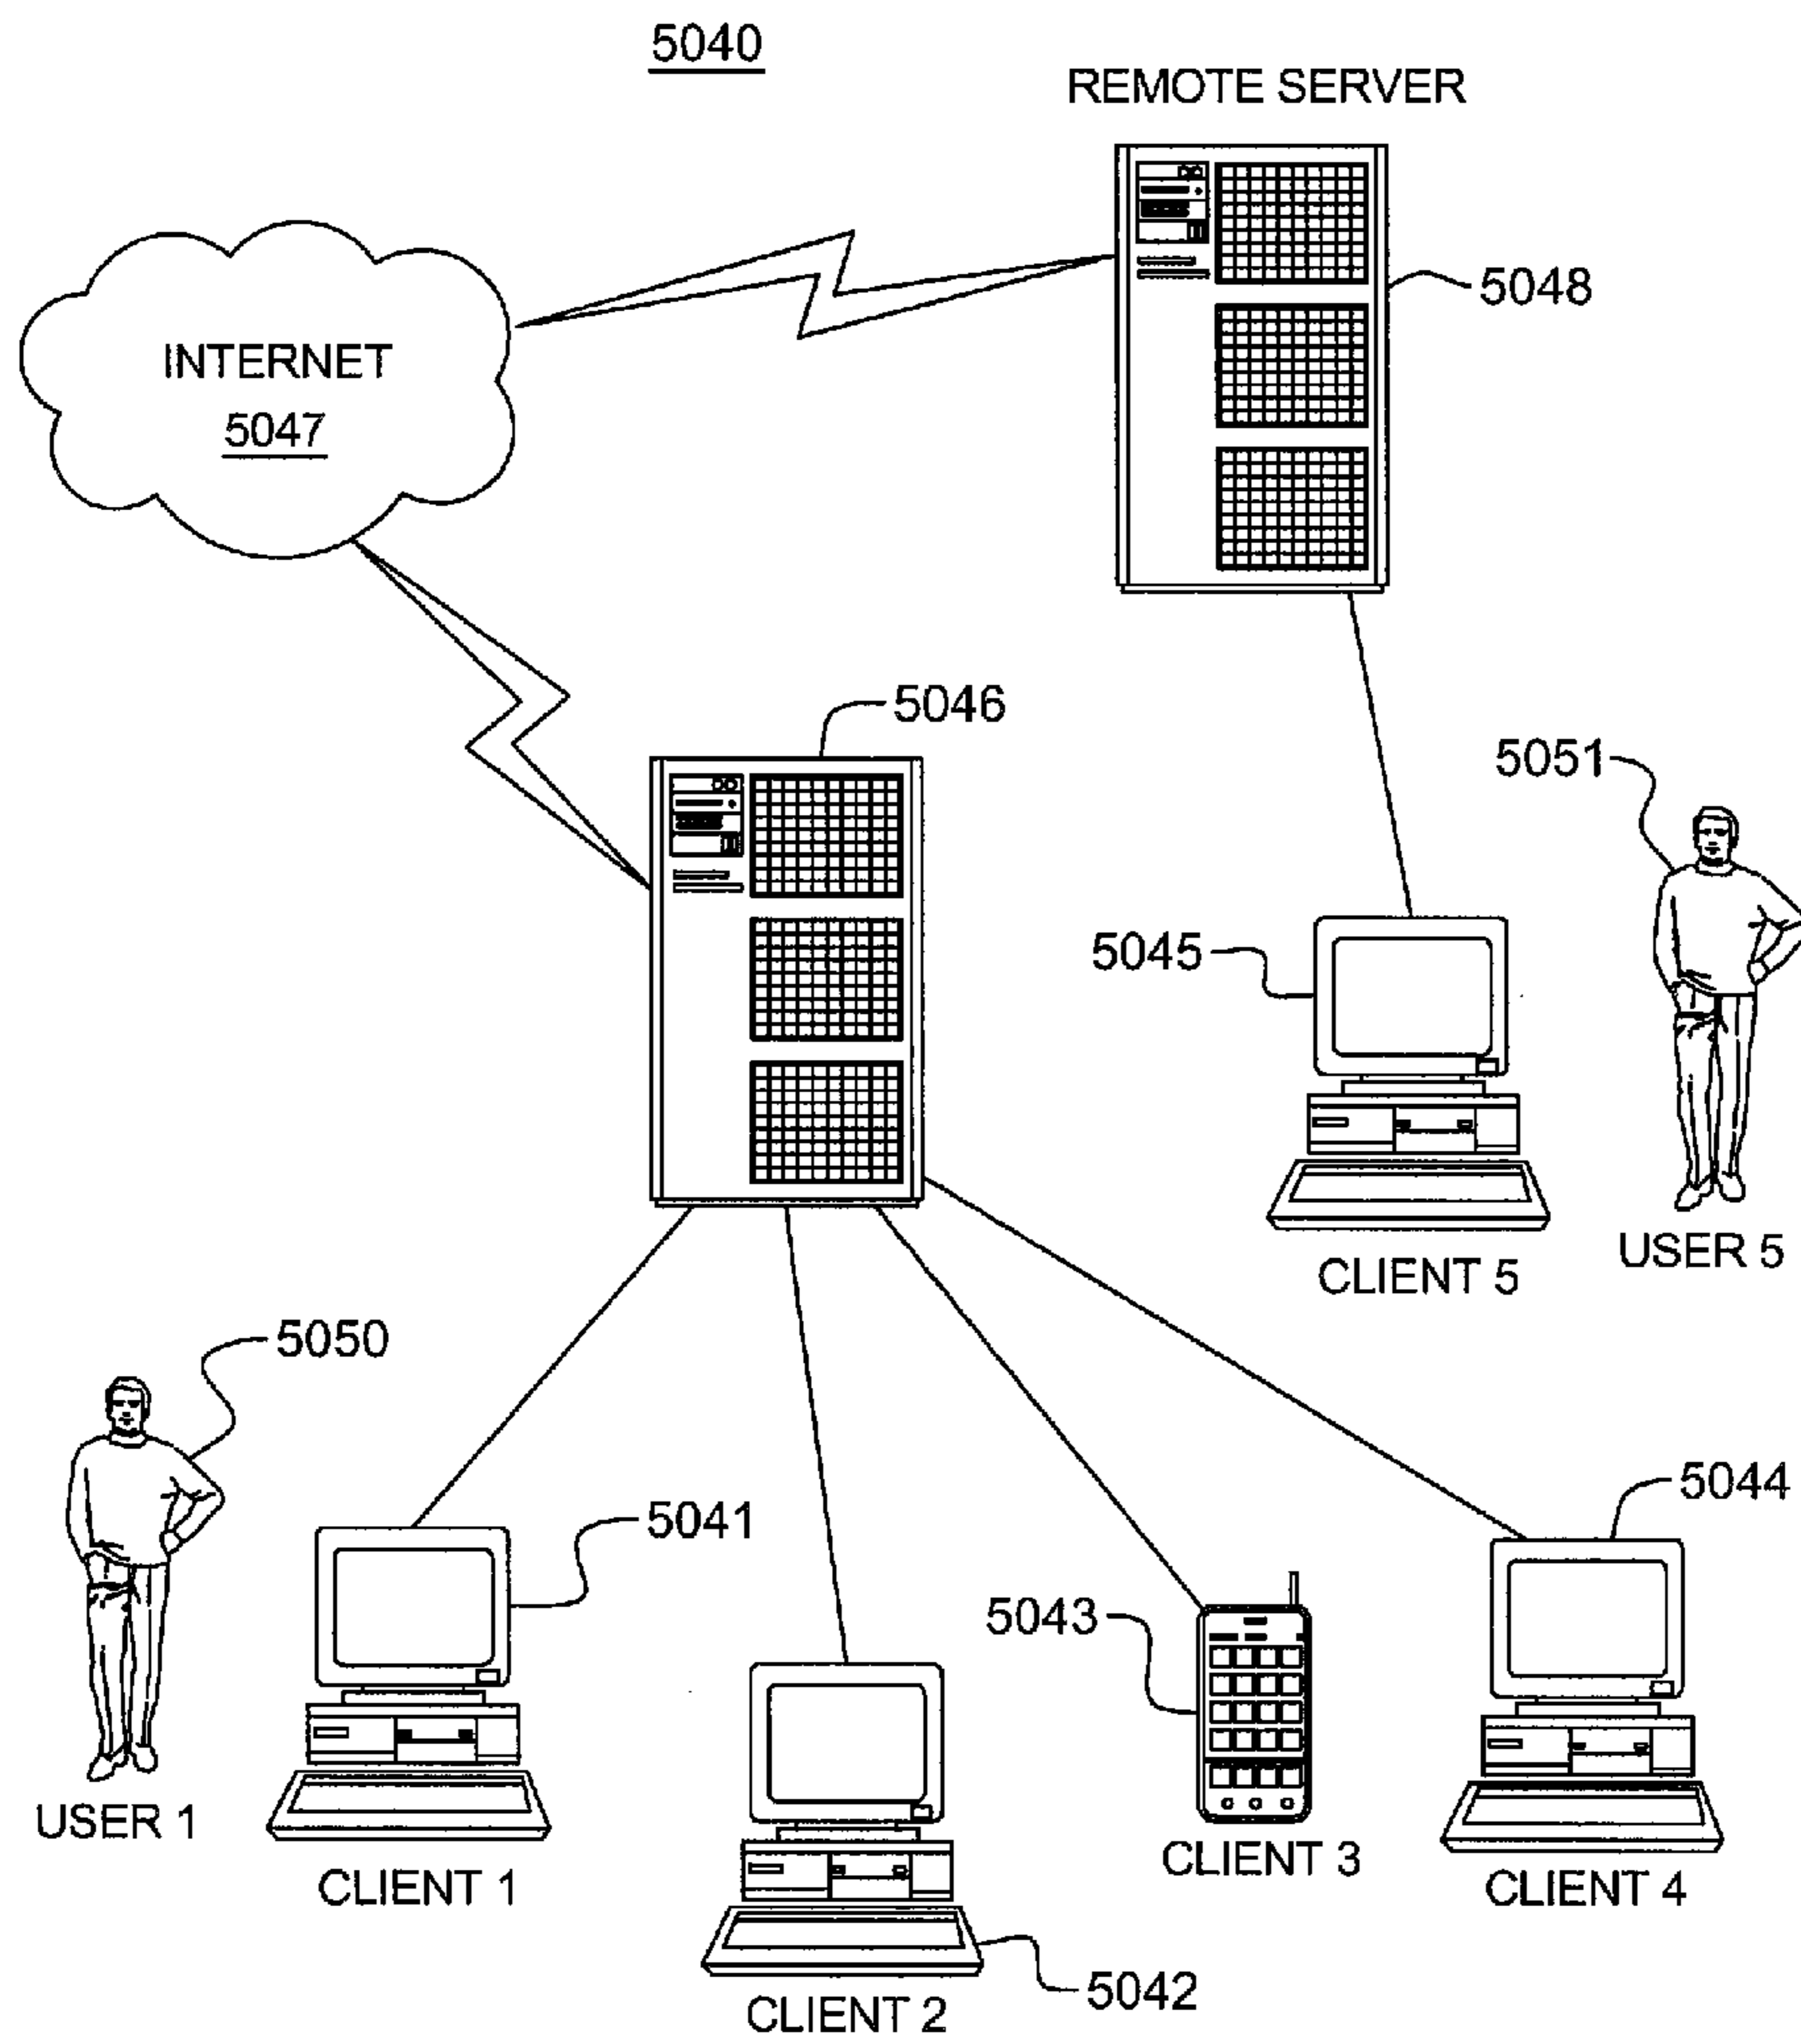 5040
REMOTE SERVER
5048
INTERNET
5047
5046
5051
5045
USER 5
CLIENT 5
5050
5044
5041
5043
USER 1
CLIENT 3
CLIENT 1
CLIENT 4
5042
CLIENT 2